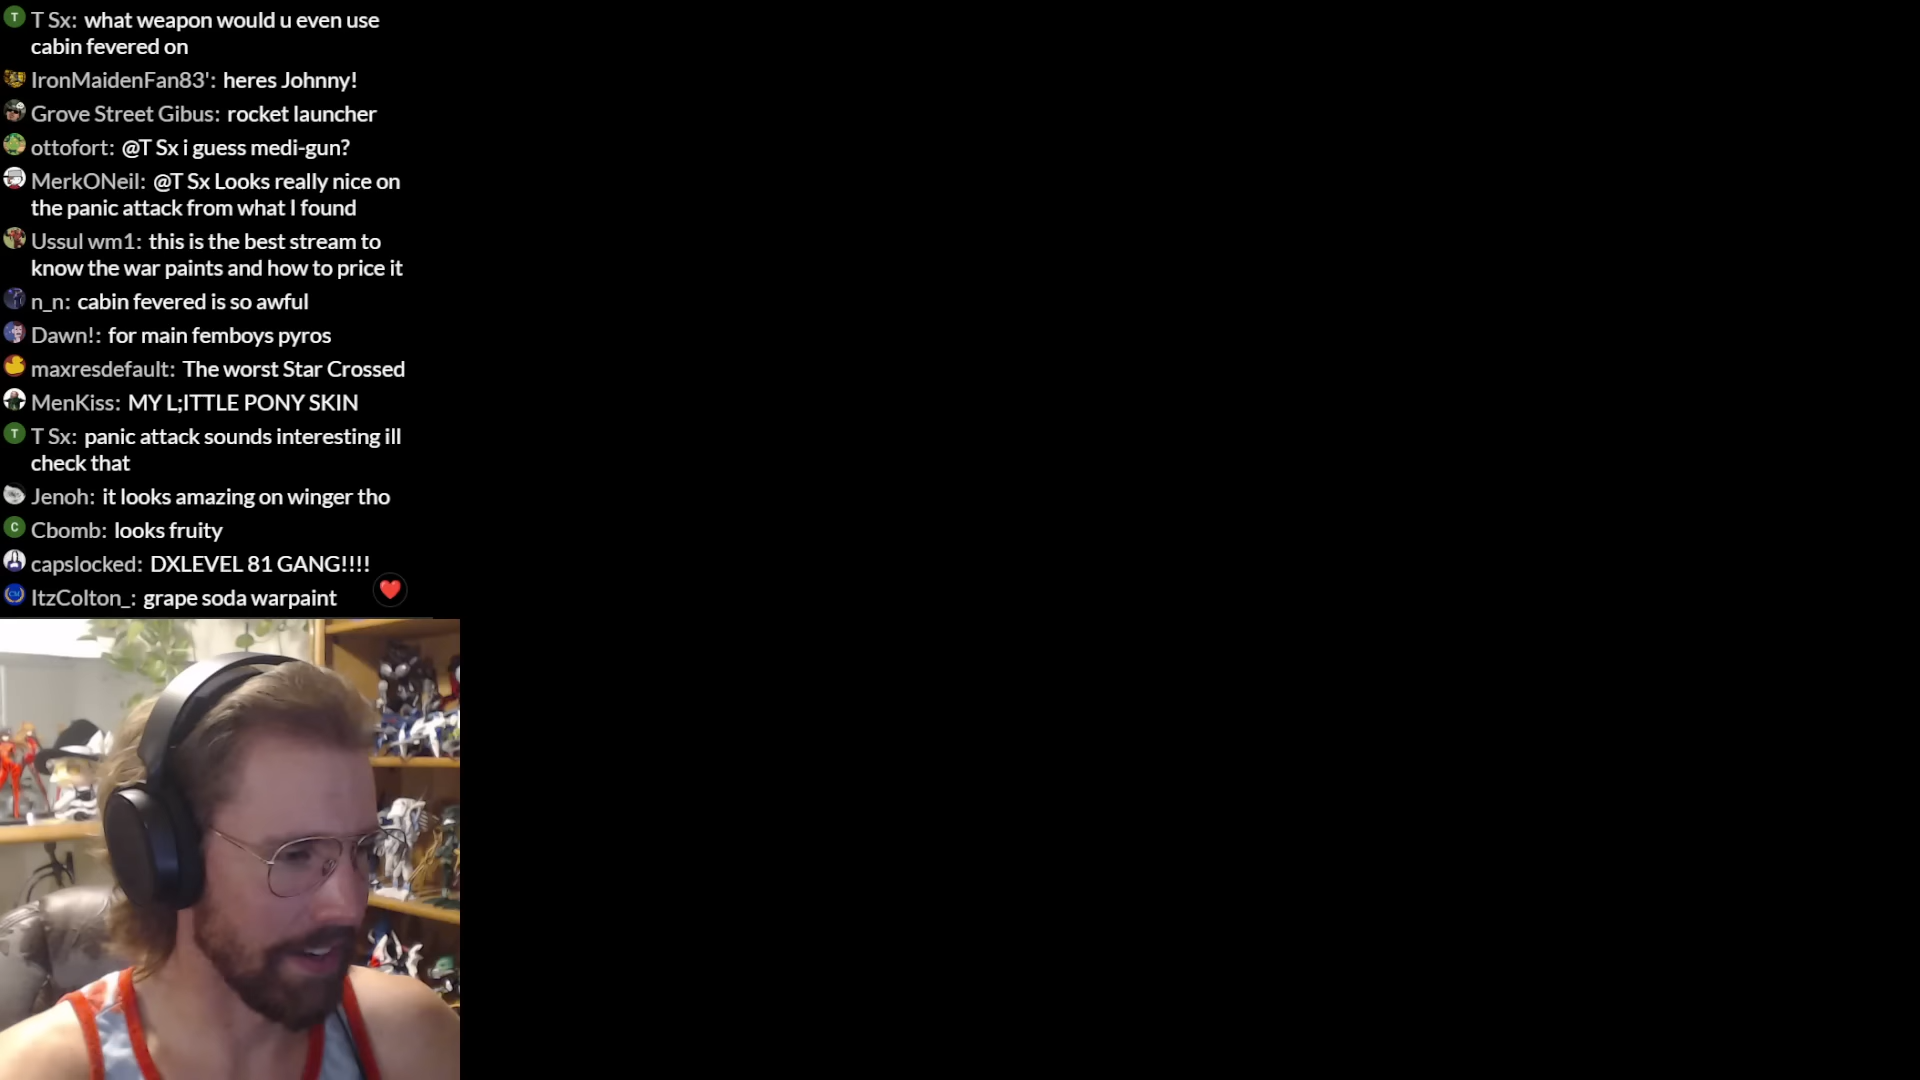 T Sx: what weapon would u even use
cabin fevered on
IronMaidenFan83': heres Johnny!
Grove Street Gibus: rocket launcher
ottofort: @T Sx i guess medi-gun?
MerkONeil: @T Sx Looks really nice on
the panic attack from what I found
Ussul wm1: this is the best stream to
know the war paints and how to price it
n_n: cabin fevered is so awful
Dawn!: for main femboys pyros
maxresdefault: The worst Star Crossed
MenKiss: MY L;ITTLE PONY SKIN
T Sx: panic attack sounds interesting ill
check that
Jenoh: it looks amazing on winger tho
Cbomb: looks fruity
capslocked: DXLEVEL 81 GANG!!!!
ItzColton_: grape soda warpaint